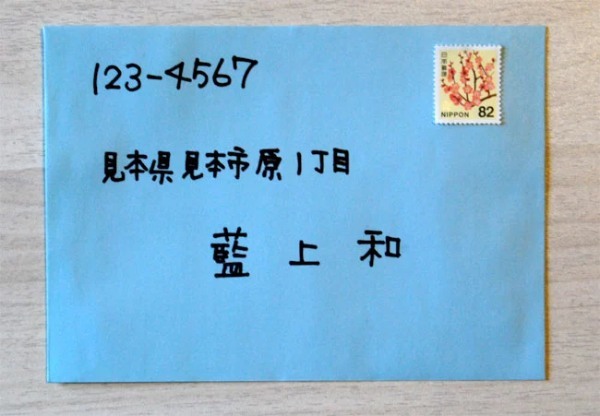 123-4567
日本郵便
NIPPON 82
見本県見本市原1丁目
藍上和